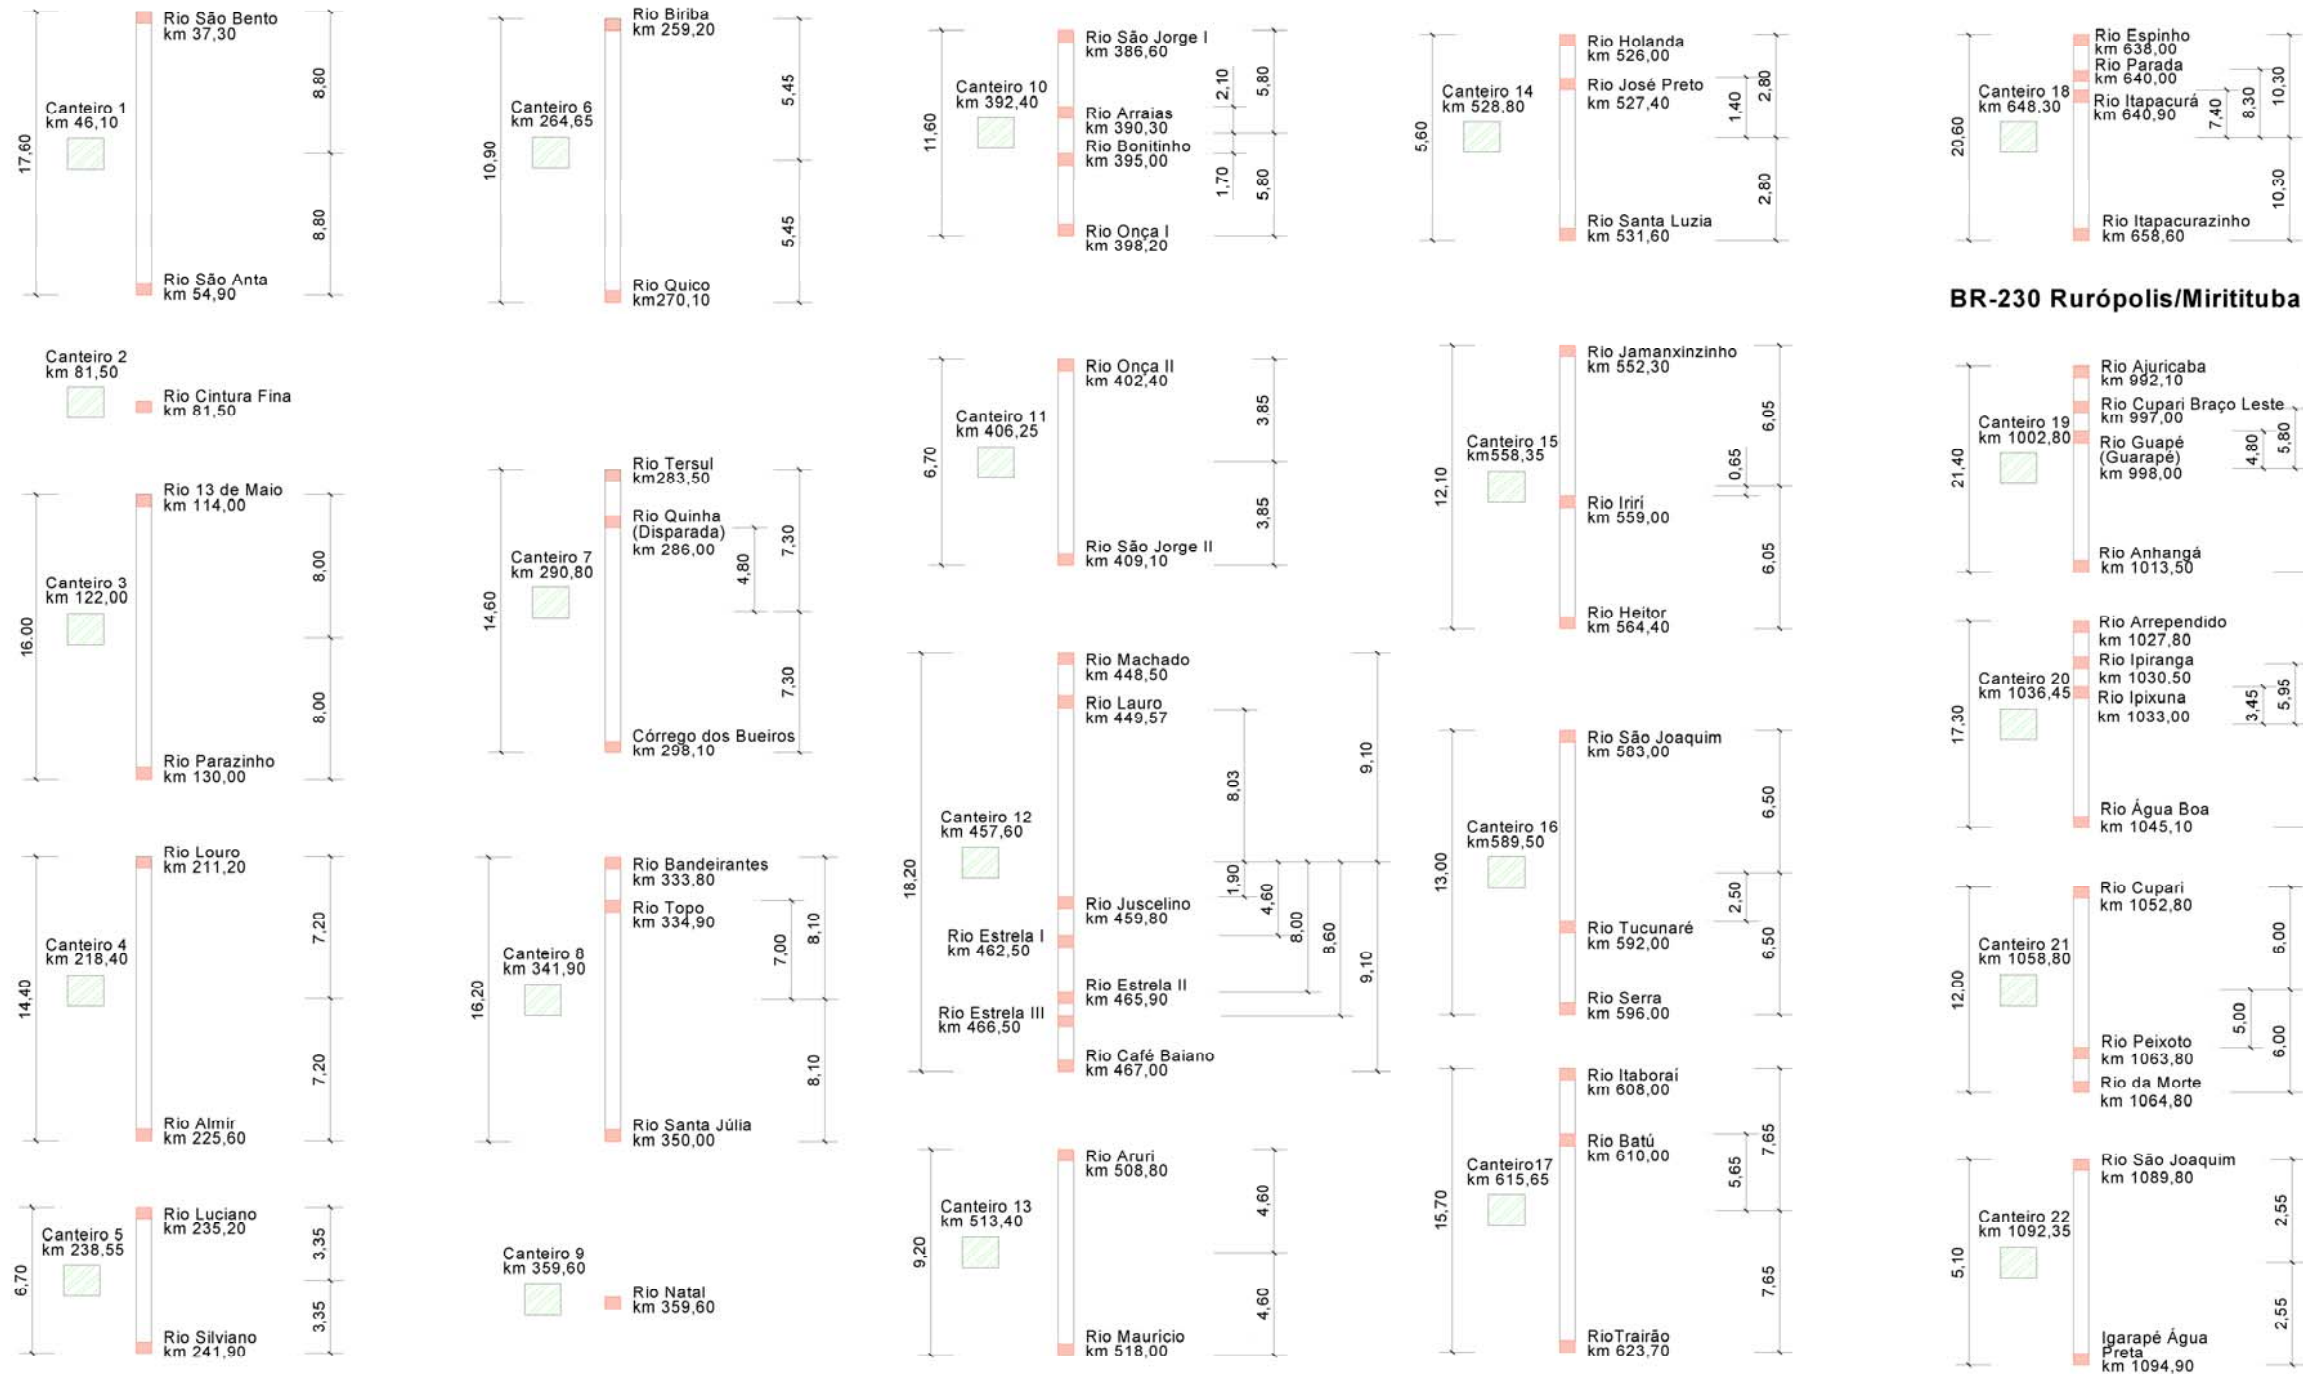 Rio São Bento
km 37,30
Canteiro 1
km 46,10
17,60
8,80
8,80
Rio São Anta
km 54,90
Canteiro 2
km 81,50
Rio Cintura Fina
km 81,50
Rio 13 de Maio
km 114,00
Canteiro 3
km 122,00
16.00
8,00
8,00
Rio Parazinho
km 130,00
Rio Louro
km 211,20
Canteiro 4
km 218,40
14,40
7,20
7,20
Rio Almir
km 225,60
Rio Luciano
km 235,20
Canteiro 5
km 238,55
6,70
3,35
3,35
Rio Silviano
km 241,90
Rio Biriba
km 259,20
Canteiro 6
km 264,65
10,90
5,45
5,45
Rio Quico
km270,10
Rio Tersul
km283,50
Rio Quinha
(Disparada)
km 286,00
Canteiro 7
km 290,80
14,60
4,80
7,30
7,30
Córrego dos Bueiros
km 298,10
Rio Bandeirantes
km 333,80
Rio Topo
km 334,90
Canteiro 8
km 341,90
16,20
7,00
8,10
8,10
Rio Santa Júlia
km 350,00
Canteiro 9
km 359,60
Rio Natal
km 359,60
Rio São Jorge I
km 386,60
Canteiro 10
km 392,40
11,60
2,10
5,80
Rio Arraias
km 390,30
Rio Bonitinho
km 395,00
1,70
5,80
Rio Onça I
km 398,20
Rio Onça II
km 402,40
Canteiro 11
km 406,25
6,70
3,85
3,85
Rio São Jorge II
km 409,10
Rio Machado
km 448,50
Rio Lauro
km 449,57
Canteiro 12
km 457,60
18,20
8,03
9,10
1,90
4,60
8,00
8,60
9,10
Rio Juscelino
km 459,80
Rio Estrela I
km 462,50
Rio Estrela II
km 465,90
Rio Estrela III
km 466,50
Rio Café Baiano
km 467,00
Rio Aruri
km 508,80
Canteiro 13
km 513,40
9,20
4,60
4,60
Rio Mauricio
km 518,00
Rio Holanda
km 526,00
Rio José Preto
km 527,40
Canteiro 14
km 528,80
5,60
1,40
2,80
2,80
Rio Santa Luzia
km 531,60
Rio Jamanxinzinho
km 552,30
Canteiro 15
km558,35
12,10
0,65
6,05
6,05
Rio Irirí
km 559,00
Rio Heitor
km 564,40
Rio São Joaquim
km 583,00
Canteiro 16
km589,50
13,00
6,50
2,50
6,50
Rio Tucunaré
km 592,00
Rio Serra
km 596,00
Rio Itaboraí
km 608,00
Rio Batú
km 610,00
Canteiro17
km 615,65
15,70
5,65
7,65
7,65
RioTrairão
km 623,70
Rio Espinho
km 638,00
Rio Parada
km 640,00
Rio Itapacurá
km 640,90
Canteiro 18
km 648.30
20,60
7,40
8,30
10,30
10,30
Rio Itapacurazinho
km 658,60
BR-230 Rurópolis/Miritituba
Rio Ajuricaba
km 992,10
Rio Cupari Braço Leste
km 997,00
Rio Guapé
(Guarapé)
km 998,00
Canteiro 19
km 1002,80
21,40
4,80
5,80
Rio Anhangá
km 1013,50
Rio Arrependido
km 1027,80
Rio Ipiranga
km 1030,50
Rio Ipixuna
km 1033,00
Canteiro 20
km 1036,45
17,30
3,45
5,95
Rio Água Boa
km 1045,10
Rio Cupari
km 1052,80
Canteiro 21
km 1058,80
12,00
6,00
5,00
6,00
Rio Peixoto
km 1063,80
Rio da Morte
km 1064,80
Rio São Joaquim
km 1089,80
Canteiro 22
km 1092,35
5,10
2,55
2,55
Igarapé Água
Preta
km 1094,90